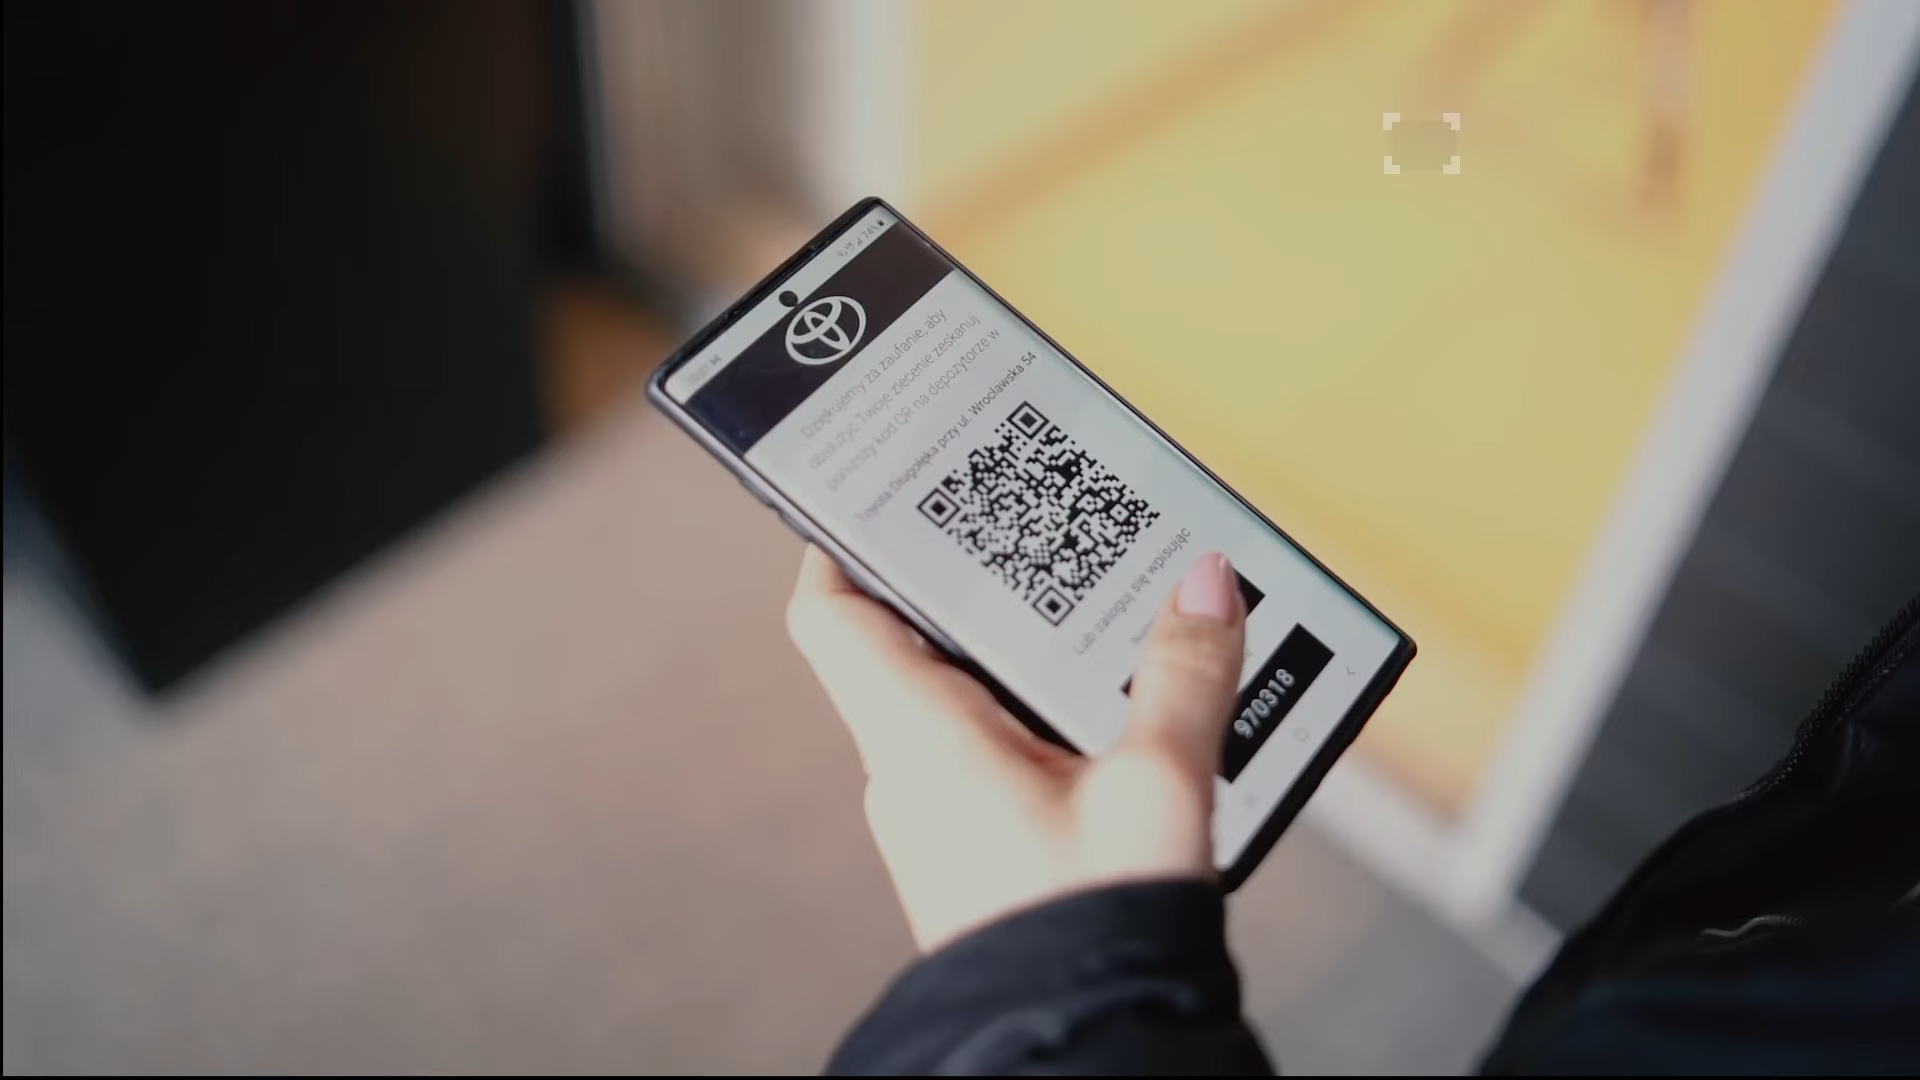 74%
Dziękujemy za zaufanie, aby
obsłużyć Twoje zlecenie zeskanuj
poniższy kod QR na depozytorze w
Toyota Długołęka przy ul. Wrocławska 54
Lub zaloguj się wpisując
970318